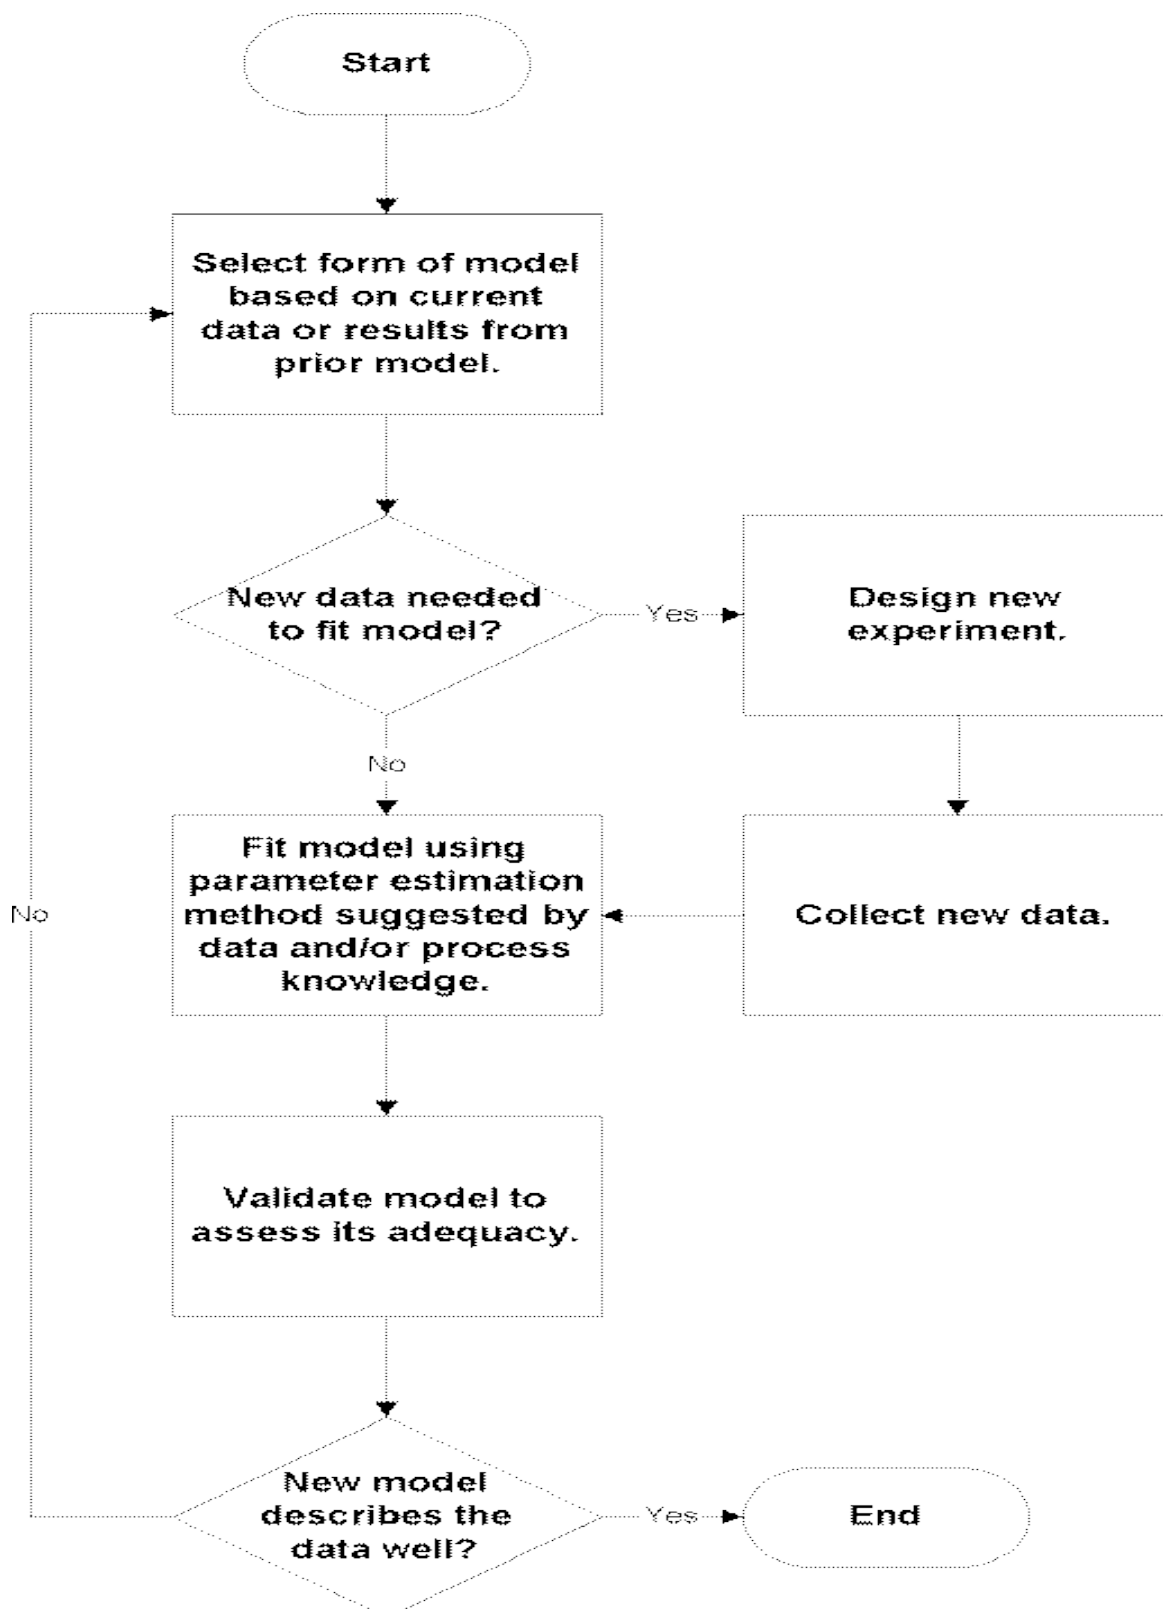 Start
Select form of model
based on current
data or results from
prior model.
New data needed
to fit model?
Yes
Design new
experiment.
No
Fit model using
parameter estimation
method suggested by
data and/or process
knowledge.
Collect new data.
No
Validate model to
assess its adequacy.
New model
describes the
data well?
Yes
End